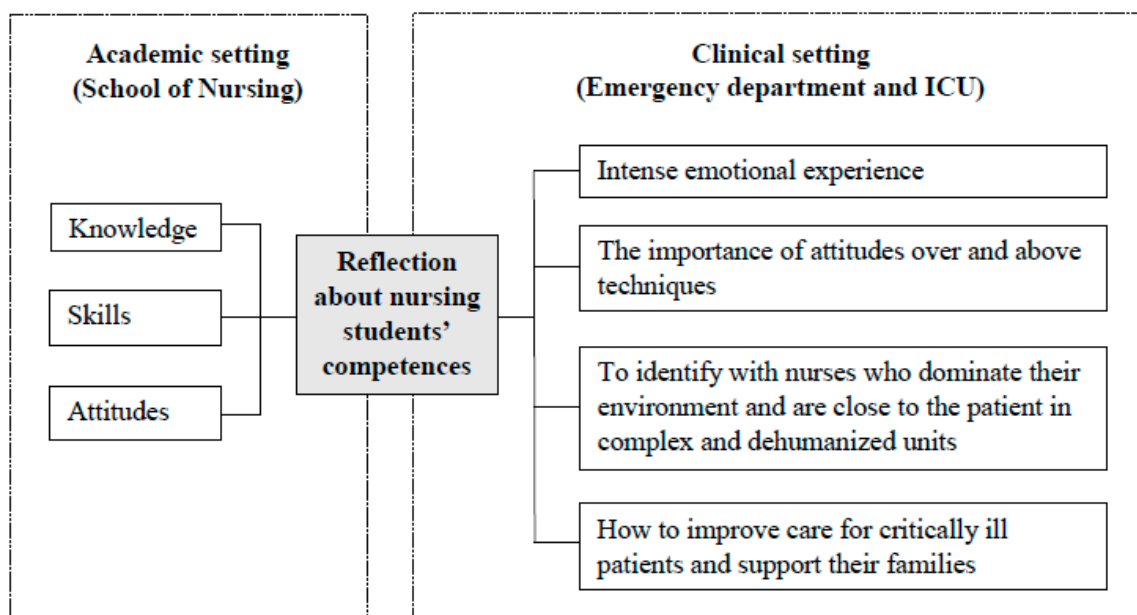 Academic setting
(School of Nursing)
Knowledge
Skills
Attitudes
Reflection
about nursing
students’
competences
Clinical setting
(Emergency department and ICU)
Intense emotional experience
The importance of attitudes over and above
techniques
To identify with nurses who dominate their
environment and are close to the patient in
complex and dehumanized units
How to improve care for critically ill
patients and support their families